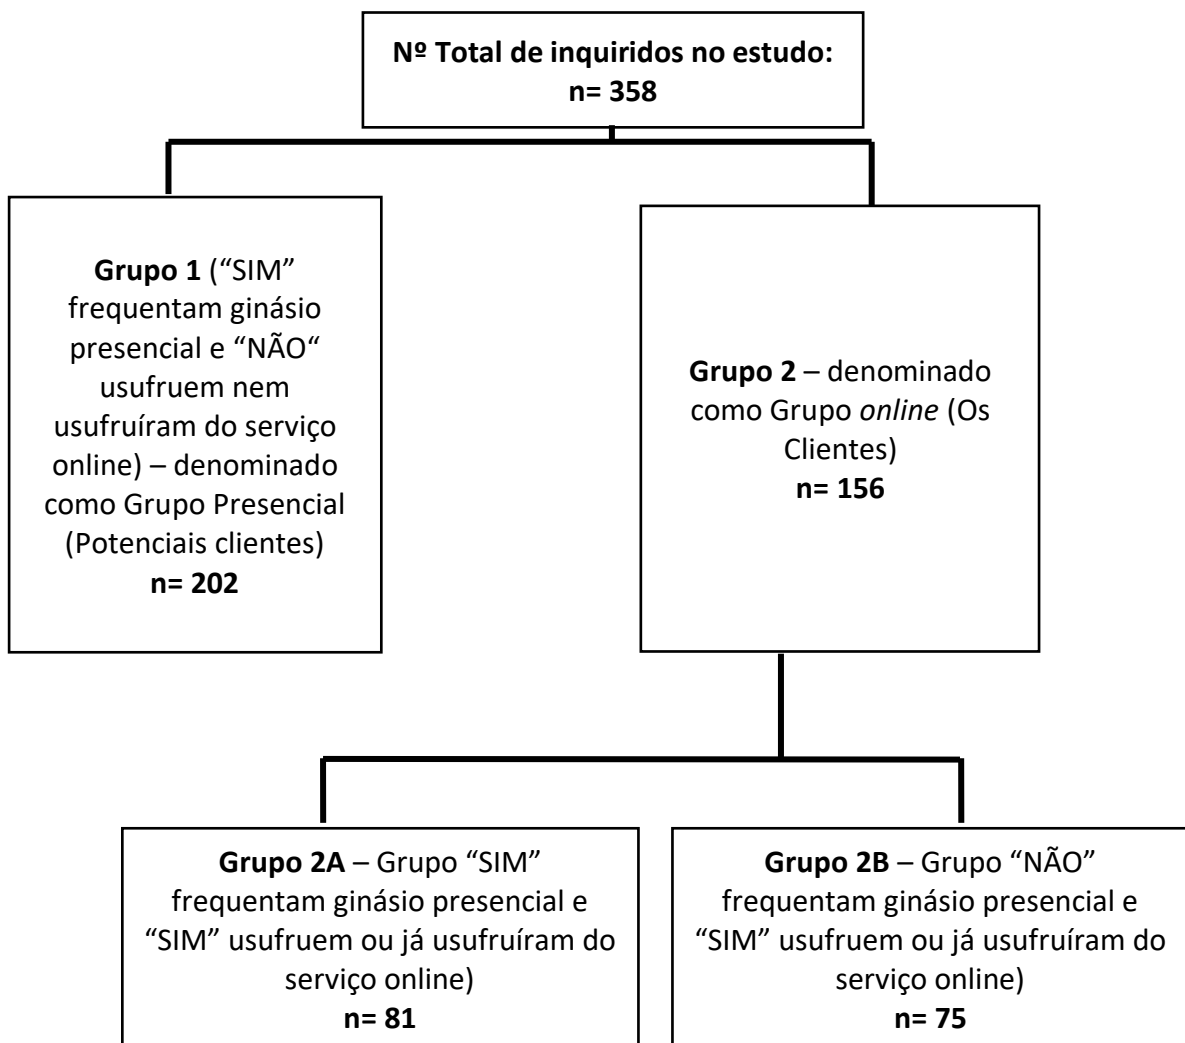 Nº Total de inquiridos no estudo:
n= 358
Grupo 1 (“SIM”
frequentam ginásio
presencial e “NÃO“
usufruem nem
usufruíram do serviço
online) – denominado
como Grupo Presencial
(Potenciais clientes)
n= 202
Grupo 2 – denominado
como Grupo online (Os
Clientes)
n= 156
Grupo 2A – Grupo “SIM”
frequentam ginásio presencial e
“SIM” usufruem ou já usufruíram do
serviço online)
n= 81
Grupo 2B – Grupo “NÃO”
frequentam ginásio presencial e
“SIM” usufruem ou já usufruíram do
serviço online)
n= 75